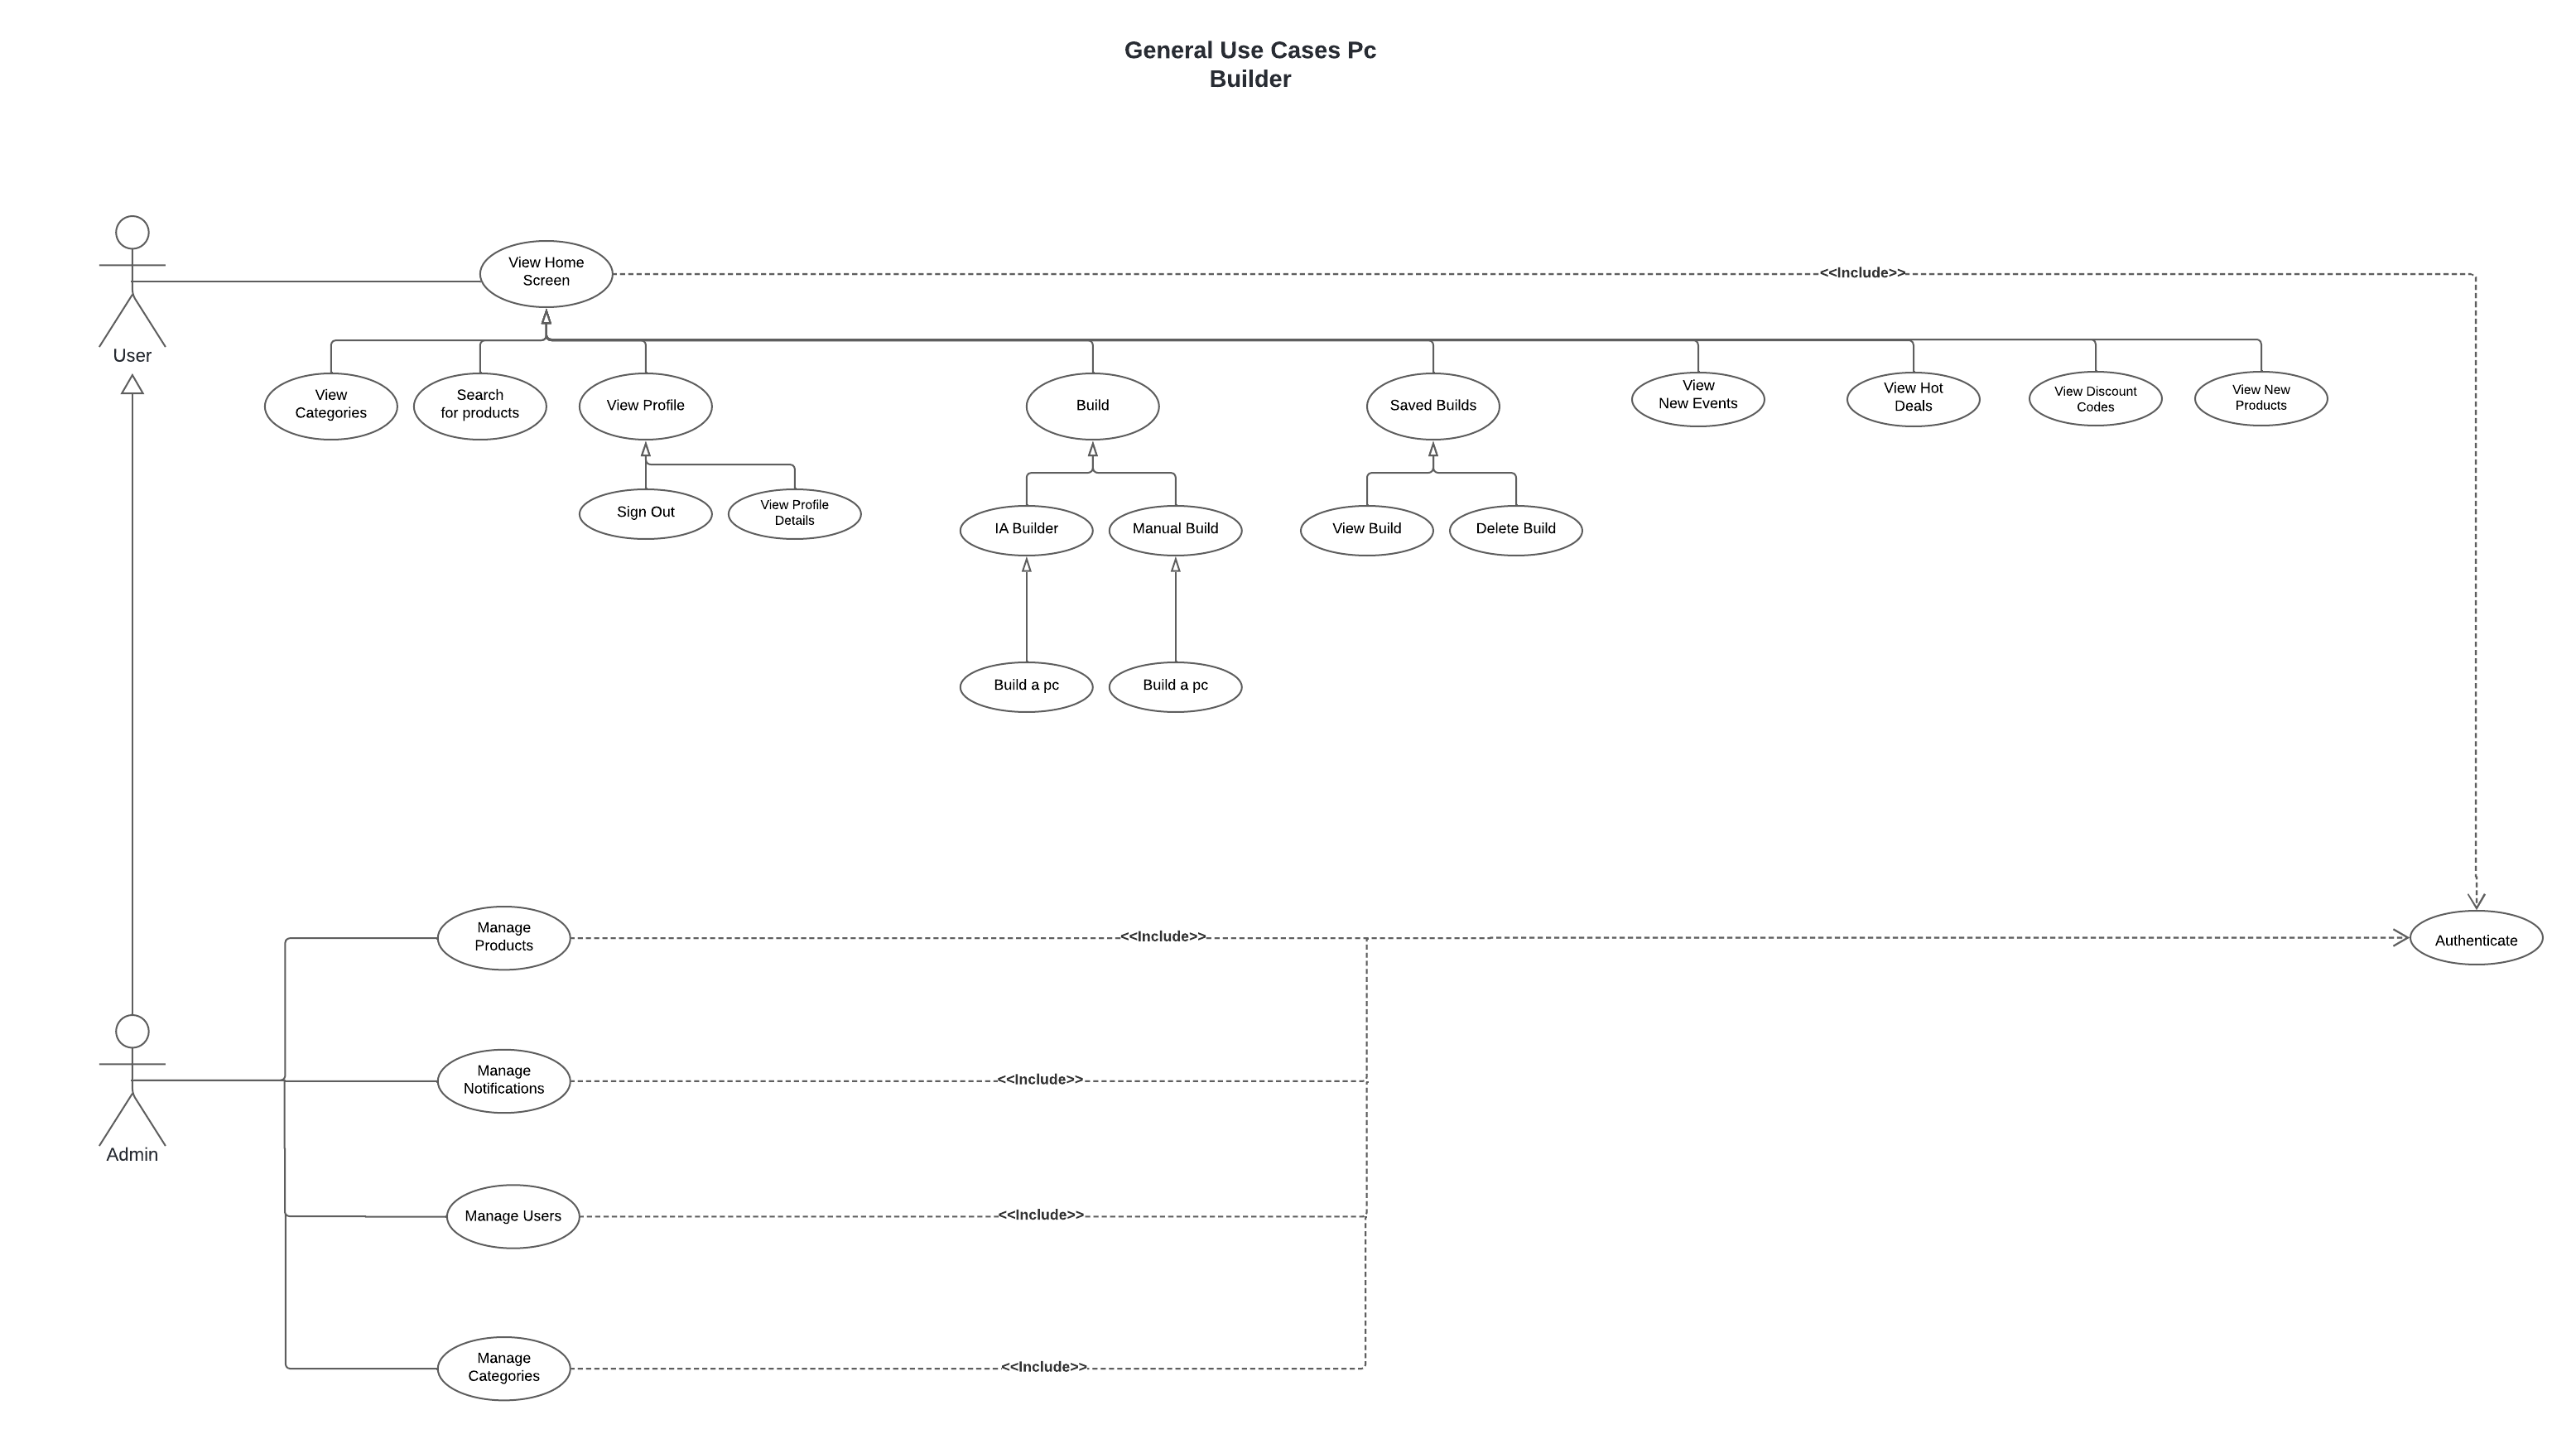 General Use Cases Pc
Builder
View Home
Screen
<<Include>>
User
View
Categories
Search
for products
View Profile
Build
Saved Builds
View
New Events
View Hot
Deals
View Discount
Codes
View New
Products
Sign Out
View Profile
Details
IA Builder
Manual Build
View Build
Delete Build
Build a pc
Build a pc
Manage
Products
<<Include>>
Authenticate
Manage
Notifications
<<Include>>
Admin
Manage Users
<<Include>>
Manage
Categories
<<Include>>